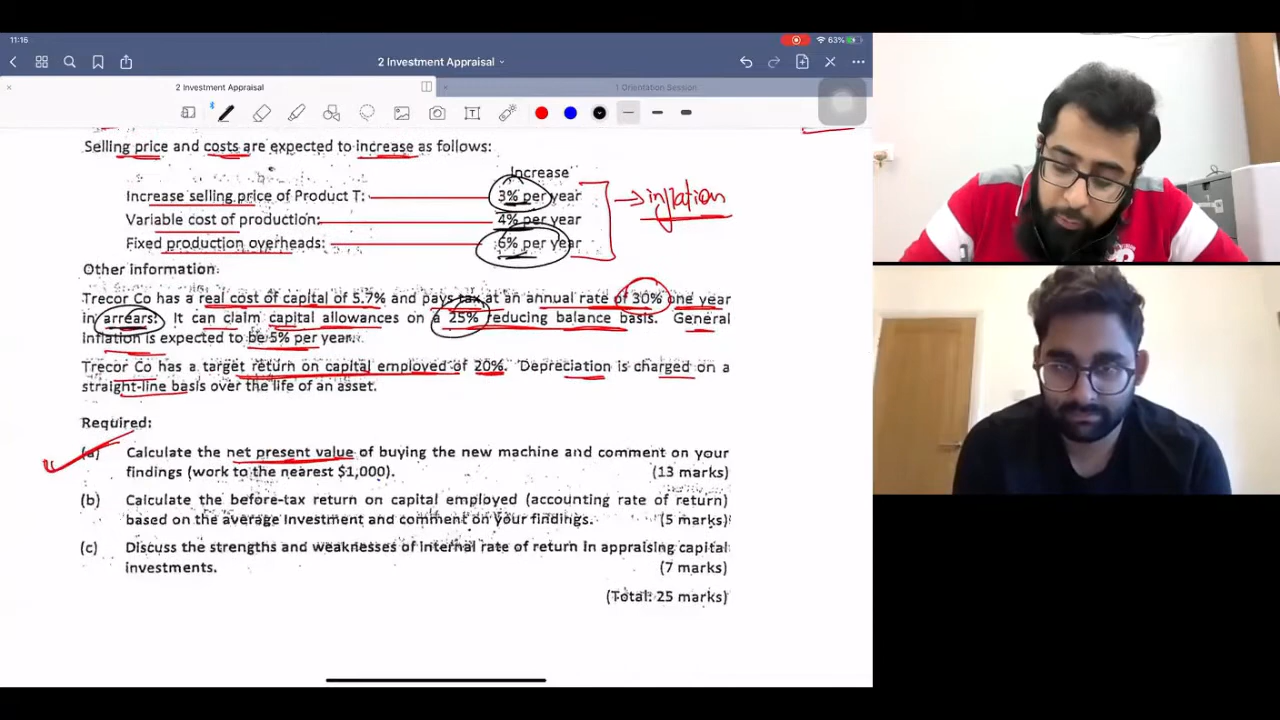 11:16
63%
2 Investment Appraisal
2 Investment Appraisal
1 Orientation Session
Selling price and costs are expected to increase as follows:
Increase
Increase selling price of Product T: 3% per year
Variable cost of production: 4% per year
Fixed production overheads: 6% per year
→ inflation
Other information
Trecor Co has a real cost of capital of 5.7% and pays tax at an annual rate of 30% one year
in arrears. It can claim capital allowances on a 25% reducing balance basis. General
inflation is expected to be 5% per year.
Trecor Co has a target return on capital employed of 20%. Depreciation is charged on a
straight-line basis over the life of an asset.
Required:
(a) Calculate the net present value of buying the new machine and comment on your
findings (work to the nearest $1,000). (13 marks)
(b) Calculate the before-tax return on capital employed (accounting rate of return)
based on the average investment and comment on your findings. (5 marks)
(c) Discuss the strengths and weaknesses of internal rate of return in appraising capital
investments. (7 marks)
(Total: 25 marks)